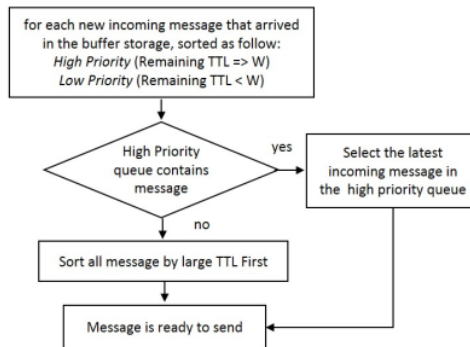 for each new incoming message that arrived
in the buffer storage, sorted as follow:
High Priority (Remaining TTL => W)
Low Priority (Remaining TTL < W)
High Priority
queue contains
message
yes
Select the latest
incoming message in
the high priority queue
no
Sort all message by large TTL First
Message is ready to send